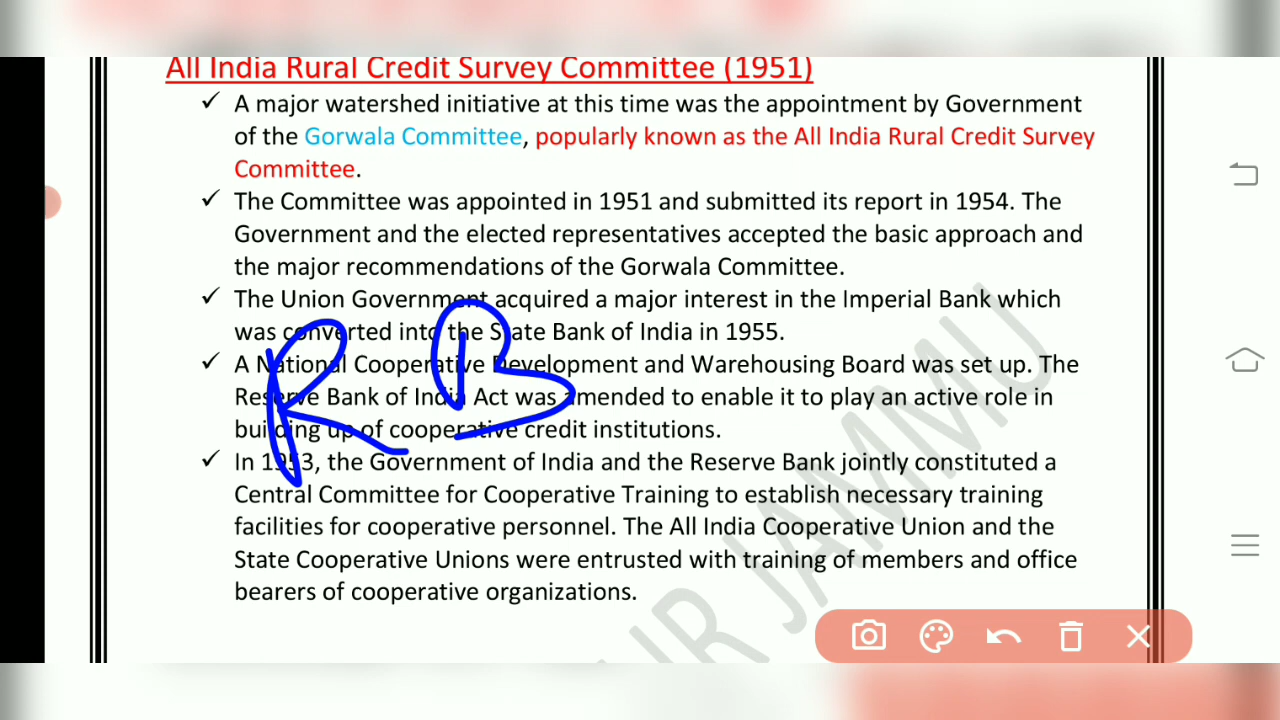 All India Rural Credit Survey Committee (1951)
✓ A major watershed initiative at this time was the appointment by Government
of the Gorwala Committee, popularly known as the All India Rural Credit Survey
Committee.
✓ The Committee was appointed in 1951 and submitted its report in 1954. The
Government and the elected representatives accepted the basic approach and
the major recommendations of the Gorwala Committee.
✓ The Union Government acquired a major interest in the Imperial Bank which
was converted into the State Bank of India in 1955.
✓ A National Cooperative Development and Warehousing Board was set up. The
Reserve Bank of India Act was amended to enable it to play an active role in
building up of cooperative credit institutions.
✓ In 1953, the Government of India and the Reserve Bank jointly constituted a
Central Committee for Cooperative Training to establish necessary training
facilities for cooperative personnel. The All India Cooperative Union and the
State Cooperative Unions were entrusted with training of members and office
bearers of cooperative organizations.
RB
UR JAMMU